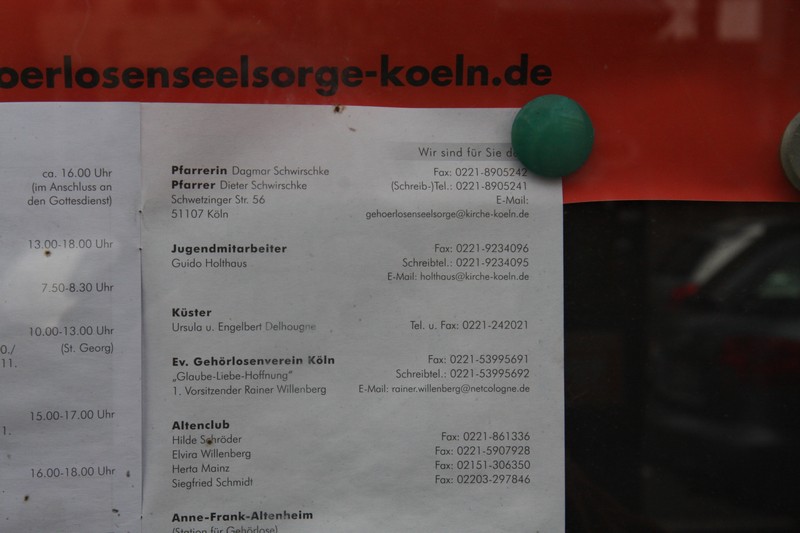 oerlosenseelsorge-koeln.de
ca. 16.00 Uhr
(im Anschluss an
den Gottesdienst)
13.00-18.00 Uhr
7.50-8.30 Uhr
10.00-13.00 Uhr
0./ (St. Georg)
11.
15.00-17.00 Uhr
1.
16.00-18.00 Uhr
Wir sind für Sie
Pfarrerin Dagmar Schwirschke Fax: 0221-8905242
Pfarrer Dieter Schwirschke (Schreib-)Tel.: 0221-8905241
Schwetzinger Str. 56 E-Mail:
51107 Köln gehoerlosenseelsorge@kirche-koeln.de
Jugendmitarbeiter Fax: 0221-9234096
Guido Holthaus Schreibtel.: 0221-9234095
E-Mail: holthaus@kirche-koeln.de
Küster
Ursula u. Engelbert Delhougne Tel. u. Fax: 0221-242021
Ev. Gehörlosenverein Köln Fax: 0221-53995691
„Glaube-Liebe-Hoffnung" Schreibtel.: 0221-53995692
1. Vorsitzender Rainer Willenberg E-Mail: rainer.willenberg@netcologne.de
Altenclub
Hilde Schröder Fax: 0221-861336
Elvira Willenberg Fax: 0221-5907928
Herta Mainz Fax: 02151-306350
Siegfried Schmidt Fax: 02203-297846
Anne-Frank-Altenheim
(Station für Gehörlose)